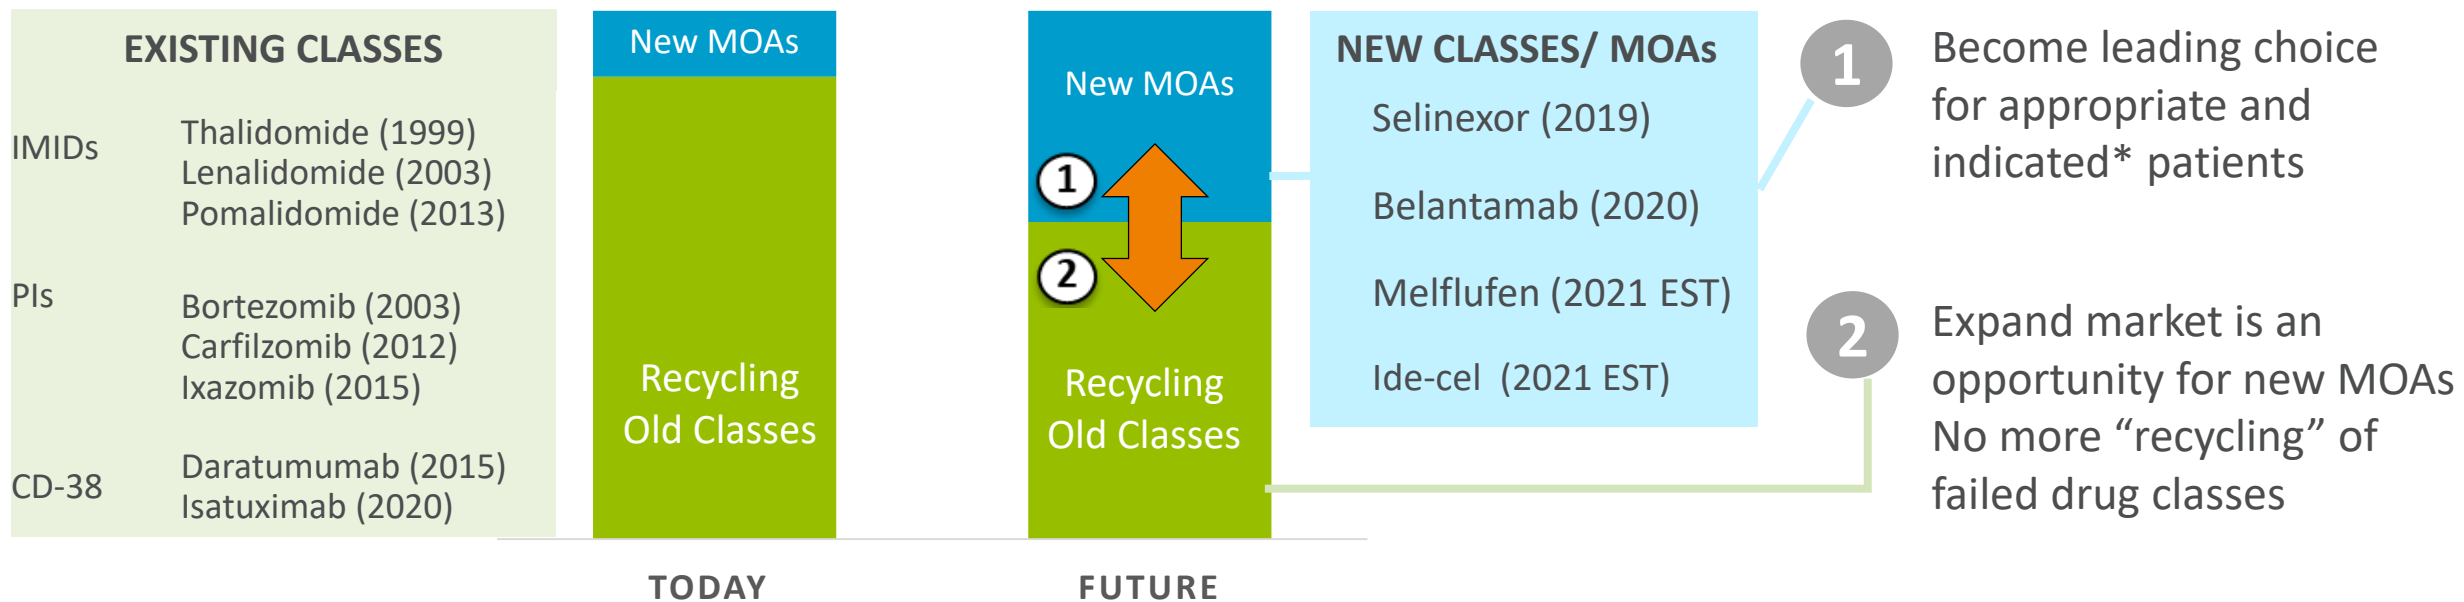 EXISTING CLASSES
IMIDs
Thalidomide (1999)
Lenalidomide (2003)
Pomalidomide (2013)
PIs
Bortezomib (2003)
Carfilzomib (2012)
Ixazomib (2015)
CD-38
Daratumumab (2015)
Isatuximab (2020)
New MOAs
Recycling
Old Classes
TODAY
New MOAs
1
2
Recycling
Old Classes
FUTURE
NEW CLASSES/ MOAs
Selinexor (2019)
Belantamab (2020)
Melflufen (2021 EST)
Ide-cel (2021 EST)
1
Become leading choice
for appropriate and
indicated* patients
2
Expand market is an
opportunity for new MOAs
No more “recycling” of
failed drug classes